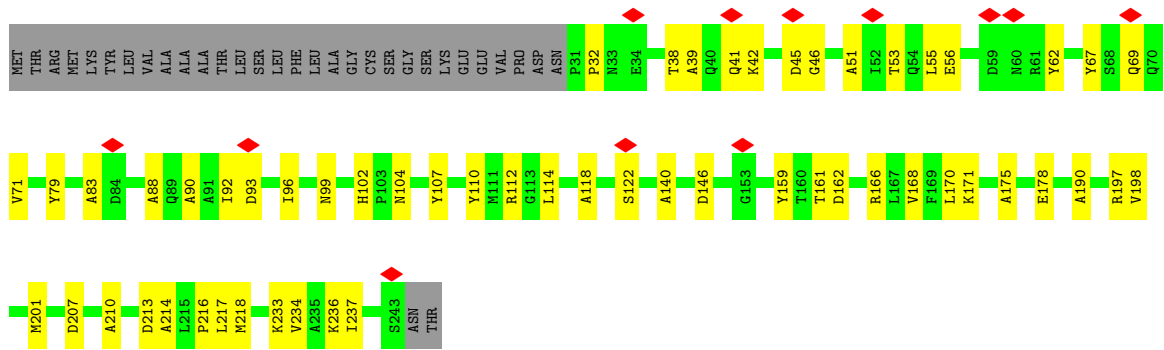 MET THR ARG MET LYS TYR LEU VAL ALA ALA ALA THR LEU SER LEU PHE LEU ALA GLY CYS SER GLY SER LYS GLU GLU VAL PRO ASP ASN P31 P32 N33 E34 T38 A39 Q40 Q41 K42 D45 G46 A51 I52 T53 Q54 L55 E56 D59 N60 R61 Y62 Y67 S68 Q69 Q70
V71 Y79 A83 D84 A88 Q89 A90 A91 I92 D93 I96 N99 H102 P103 N104 Y107 Y110 M111 R112 G113 L114 A118 S122 A140 D146 G153 Y159 T160 T161 D162 R166 L167 V168 F169 L170 K171 A175 E178 A190 R197 V198
M201 D207 A210 D213 A214 L215 P216 L217 M218 K233 V234 A235 K236 I237 S243 ASN THR